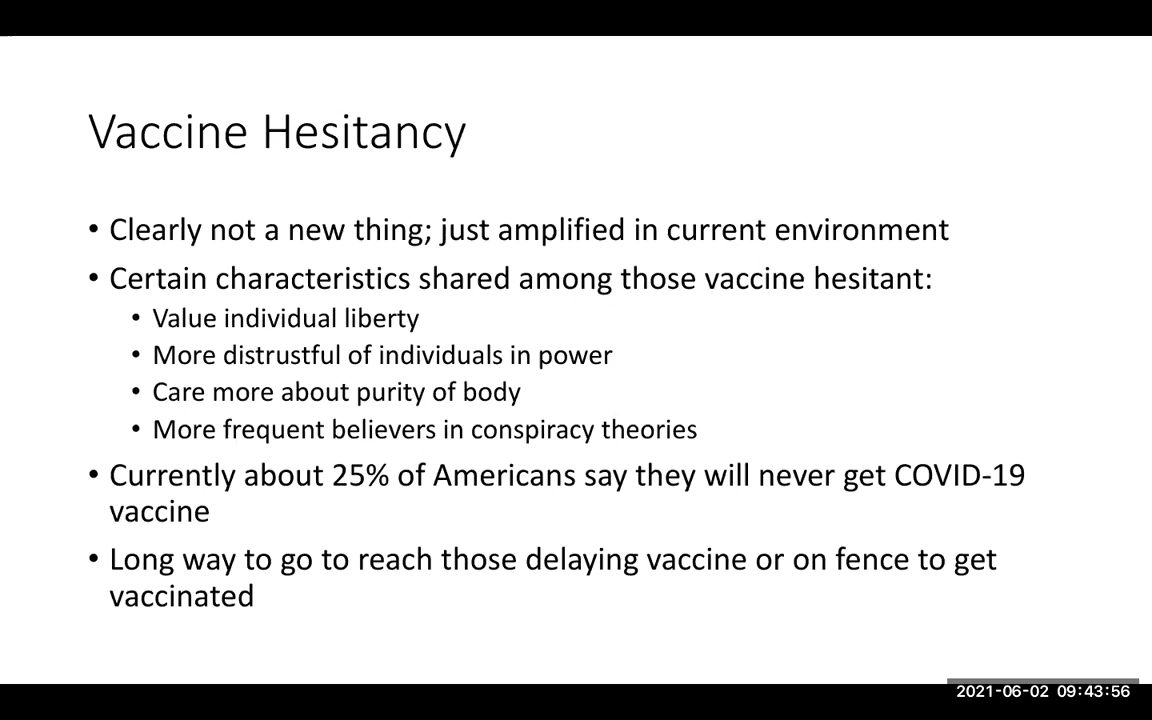 Vaccine Hesitancy
• Clearly not a new thing; just amplified in current environment
• Certain characteristics shared among those vaccine hesitant:
• Value individual liberty
• More distrustful of individuals in power
• Care more about purity of body
• More frequent believers in conspiracy theories
• Currently about 25% of Americans say they will never get COVID-19
vaccine
• Long way to go to reach those delaying vaccine or on fence to get
vaccinated
2021-06-02 09:43:56